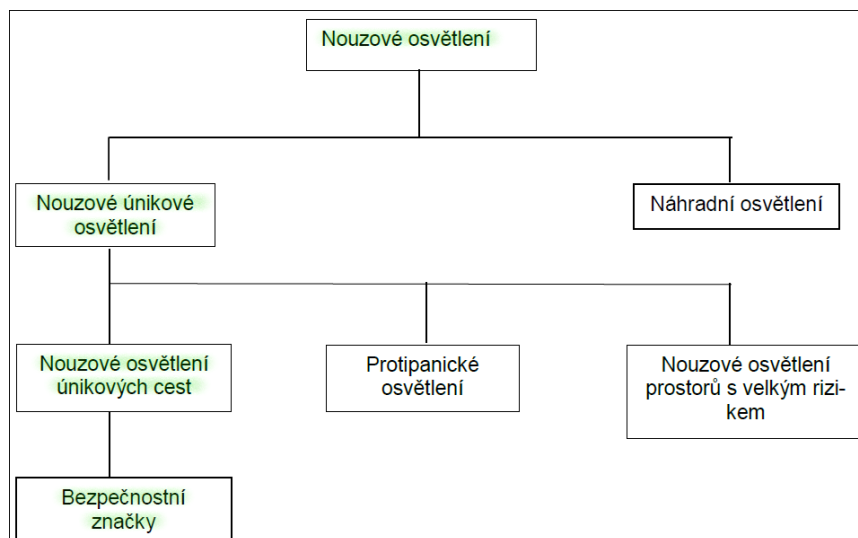 Nouzové osvětlení
Nouzové únikové
osvětlení
Náhradní osvětlení
Nouzové osvětlení
únikových cest
Protipanické
osvětlení
Nouzové osvětlení
prostorů s velkým rizi-
kem
Bezpečnostní
značky